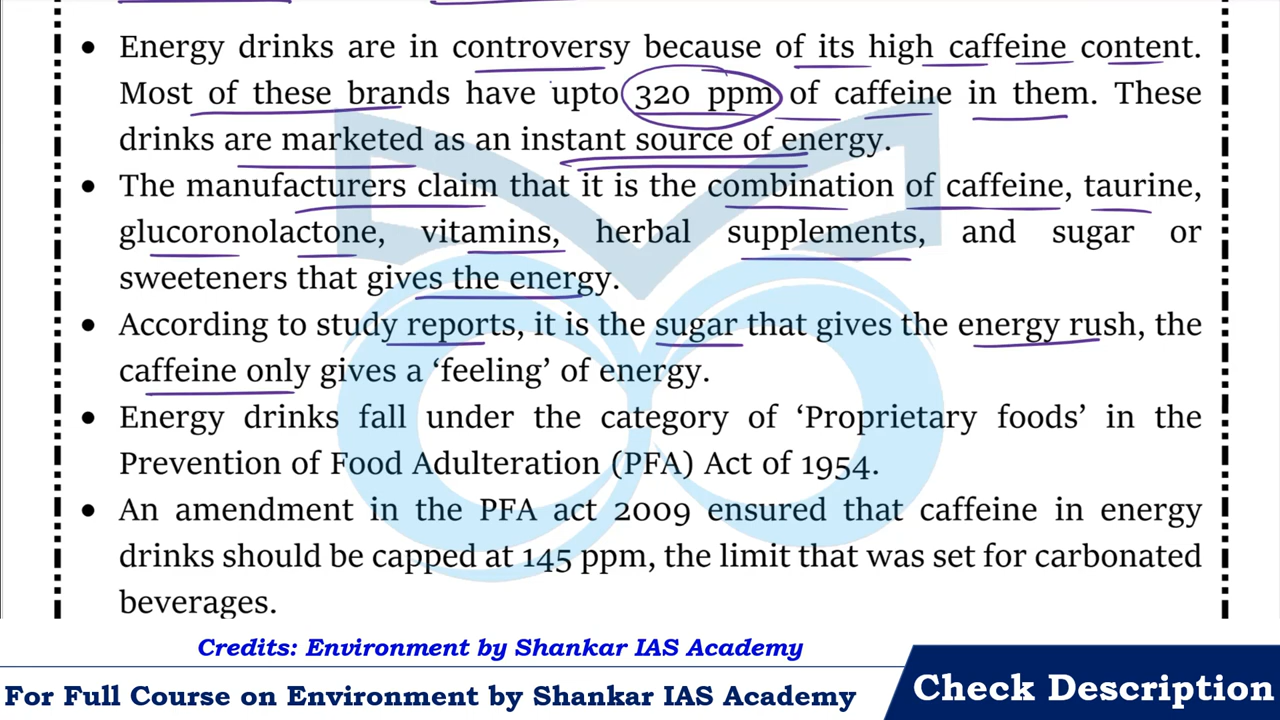 • Energy drinks are in controversy because of its high caffeine content.
Most of these brands have upto 320 ppm of caffeine in them. These
drinks are marketed as an instant source of energy.
• The manufacturers claim that it is the combination of caffeine, taurine,
glucoronolactone, vitamins, herbal supplements, and sugar or
sweeteners that gives the energy.
• According to study reports, it is the sugar that gives the energy rush, the
caffeine only gives a ‘feeling’ of energy.
• Energy drinks fall under the category of ‘Proprietary foods’ in the
Prevention of Food Adulteration (PFA) Act of 1954.
• An amendment in the PFA act 2009 ensured that caffeine in energy
drinks should be capped at 145 ppm, the limit that was set for carbonated
beverages.
Credits: Environment by Shankar IAS Academy
For Full Course on Environment by Shankar IAS Academy
Check Description